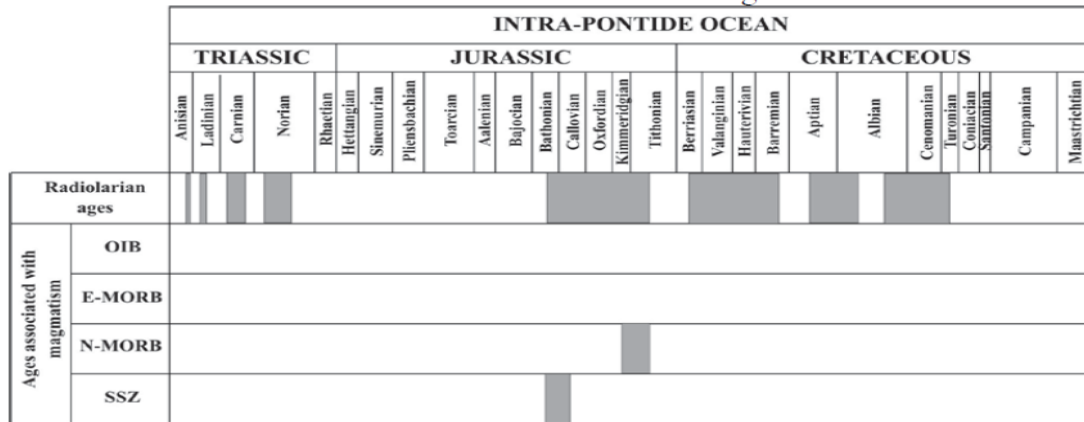 INTRA-PONTIDE OCEAN
TRIASSIC JURASSIC CRETACEOUS
Anisian
Ladinian
Carnian
Norian
Rhaetian
Hettangian
Sinemurian
Pliensbachian
Toarcian
Aalenian
Bajocian
Bathonian
Callovian
Oxfordian
Kimmeridgian
Tithonian
Berriasian
Valanginian
Hauterivian
Barremian
Aptian
Albian
Cenomanian
Turonian
Coniacian
Santonian
Campanian
Maastrichtian
Radiolarian
ages
Ages associated with
magmatism
OIB
E-MORB
N-MORB
SSZ